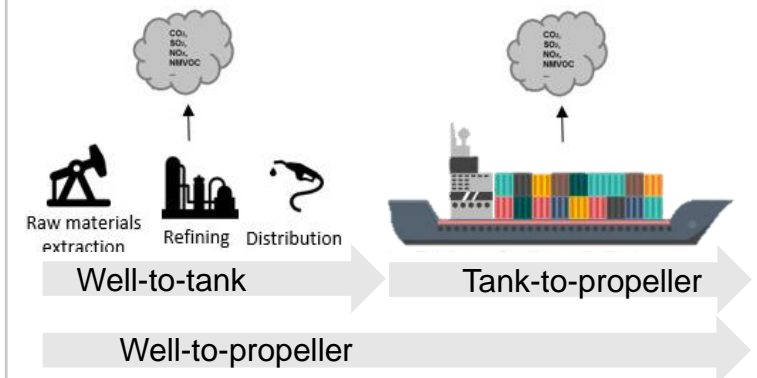 CO₂,
SO₂,
NOₓ,
NMVOC
...
CO₂,
SO₂,
NOₓ,
NMVOC
...
Raw materials
extraction
Refining
Distribution
Well-to-tank
Tank-to-propeller
Well-to-propeller